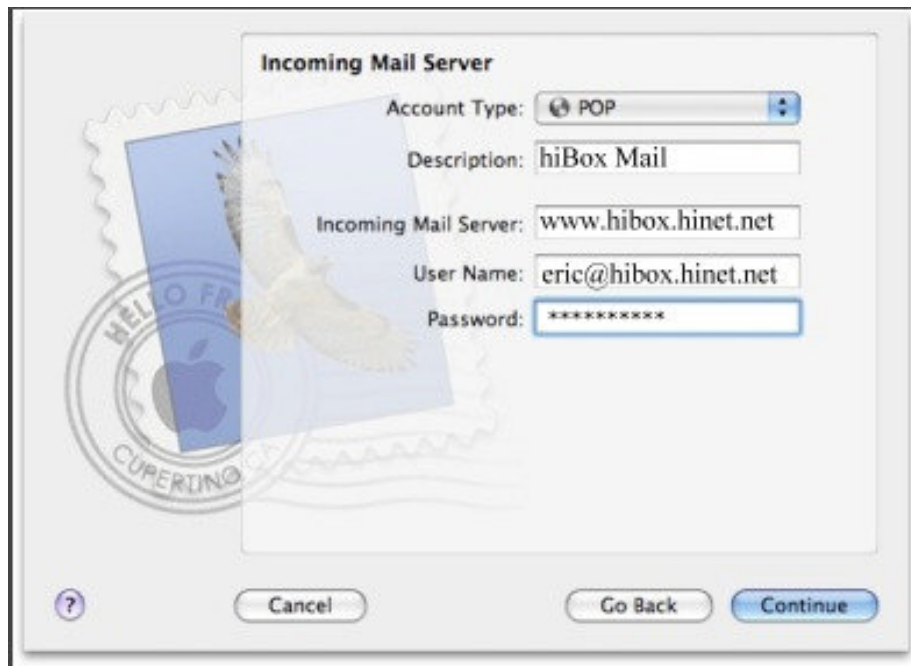 Incoming Mail Server
Account Type: POP
Description: hiBox Mail
Incoming Mail Server: www.hibox.hinet.net
User Name: eric@hibox.hinet.net
Password: **********
HELLO FR
CUPERTINO CA
? Cancel Go Back Continue